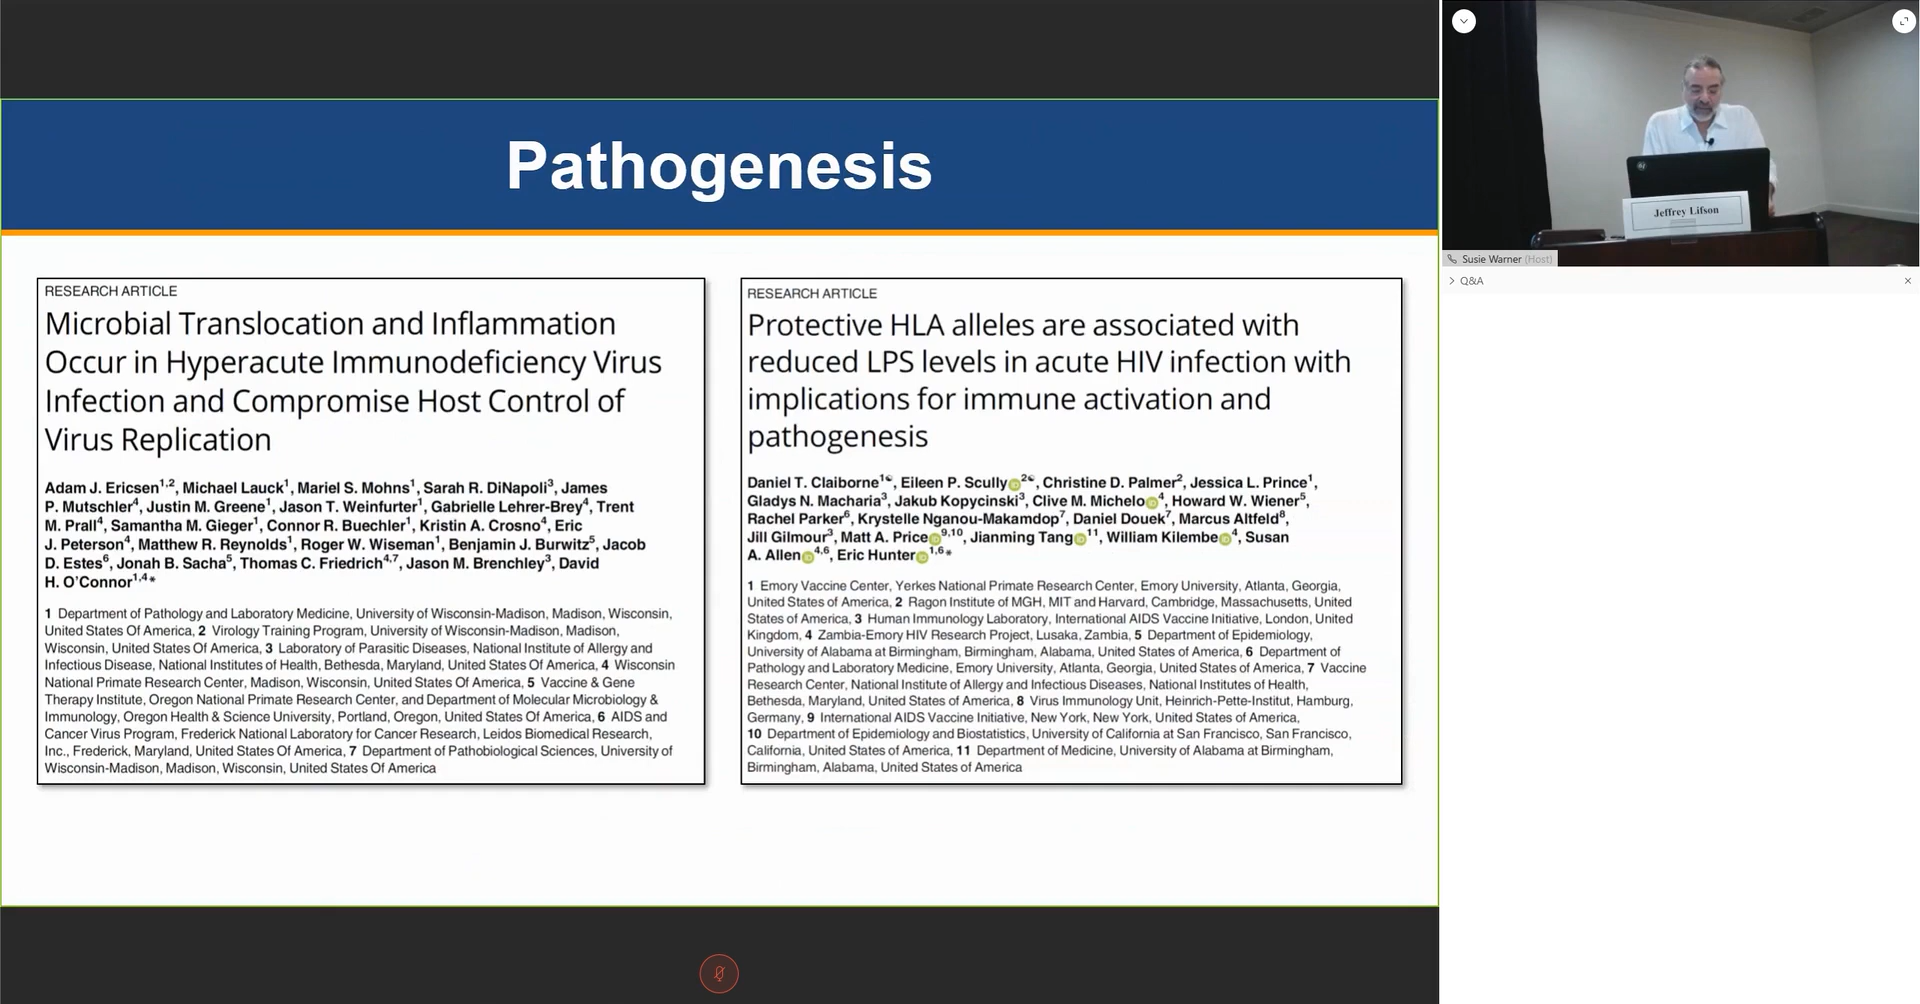 Pathogenesis
RESEARCH ARTICLE
Microbial Translocation and Inflammation
Occur in Hyperacute Immunodeficiency Virus
Infection and Compromise Host Control of
Virus Replication
Adam J. Ericsen1,2, Michael Lauck1, Mariel S. Mohns1, Sarah R. DiNapoli3, James
P. Mutschler4, Justin M. Greene1, Jason T. Weinfurter1, Gabrielle Lehrer-Brey4, Trent
M. Prall4, Samantha M. Gieger1, Connor R. Buechler1, Kristin A. Crosno4, Eric
J. Peterson4, Matthew R. Reynolds1, Roger W. Wiseman1, Benjamin J. Burwitz5, Jacob
D. Estes6, Jonah B. Sacha5, Thomas C. Friedrich4,7, Jason M. Brenchley3, David
H. O'Connor1,4*
1 Department of Pathology and Laboratory Medicine, University of Wisconsin-Madison, Madison, Wisconsin,
United States Of America, 2 Virology Training Program, University of Wisconsin-Madison, Madison,
Wisconsin, United States Of America, 3 Laboratory of Parasitic Diseases, National Institute of Allergy and
Infectious Disease, National Institutes of Health, Bethesda, Maryland, United States Of America, 4 Wisconsin
National Primate Research Center, Madison, Wisconsin, United States Of America, 5 Vaccine & Gene
Therapy Institute, Oregon National Primate Research Center, and Department of Molecular Microbiology &
Immunology, Oregon Health & Science University, Portland, Oregon, United States Of America, 6 AIDS and
Cancer Virus Program, Frederick National Laboratory for Cancer Research, Leidos Biomedical Research,
Inc., Frederick, Maryland, United States Of America, 7 Department of Pathobiological Sciences, University of
Wisconsin-Madison, Madison, Wisconsin, United States Of America
RESEARCH ARTICLE
Protective HLA alleles are associated with
reduced LPS levels in acute HIV infection with
implications for immune activation and
pathogenesis
Daniel T. Claiborne1☯, Eileen P. Scully iD 2☯, Christine D. Palmer2, Jessica L. Prince1,
Gladys N. Macharia3, Jakub Kopycinski3, Clive M. Michelo iD 4, Howard W. Wiener5,
Rachel Parker6, Krystelle Nganou-Makamdop7, Daniel Douek7, Marcus Altfeld8,
Jill Gilmour3, Matt A. Price iD 9,10, Jianming Tang iD 11, William Kilembe iD 4, Susan
A. Allen iD 4,6, Eric Hunter iD 1,6*
1 Emory Vaccine Center, Yerkes National Primate Research Center, Emory University, Atlanta, Georgia,
United States of America, 2 Ragon Institute of MGH, MIT and Harvard, Cambridge, Massachusetts, United
States of America, 3 Human Immunology Laboratory, International AIDS Vaccine Initiative, London, United
Kingdom, 4 Zambia-Emory HIV Research Project, Lusaka, Zambia, 5 Department of Epidemiology,
University of Alabama at Birmingham, Birmingham, Alabama, United States of America, 6 Department of
Pathology and Laboratory Medicine, Emory University, Atlanta, Georgia, United States of America, 7 Vaccine
Research Center, National Institute of Allergy and Infectious Diseases, National Institutes of Health,
Bethesda, Maryland, United States of America, 8 Virus Immunology Unit, Heinrich-Pette-Institut, Hamburg,
Germany, 9 International AIDS Vaccine Initiative, New York, New York, United States of America,
10 Department of Epidemiology and Biostatistics, University of California at San Francisco, San Francisco,
California, United States of America, 11 Department of Medicine, University of Alabama at Birmingham,
Birmingham, Alabama, United States of America
Jeffrey Lifson
Susie Warner (Host)
Q&A